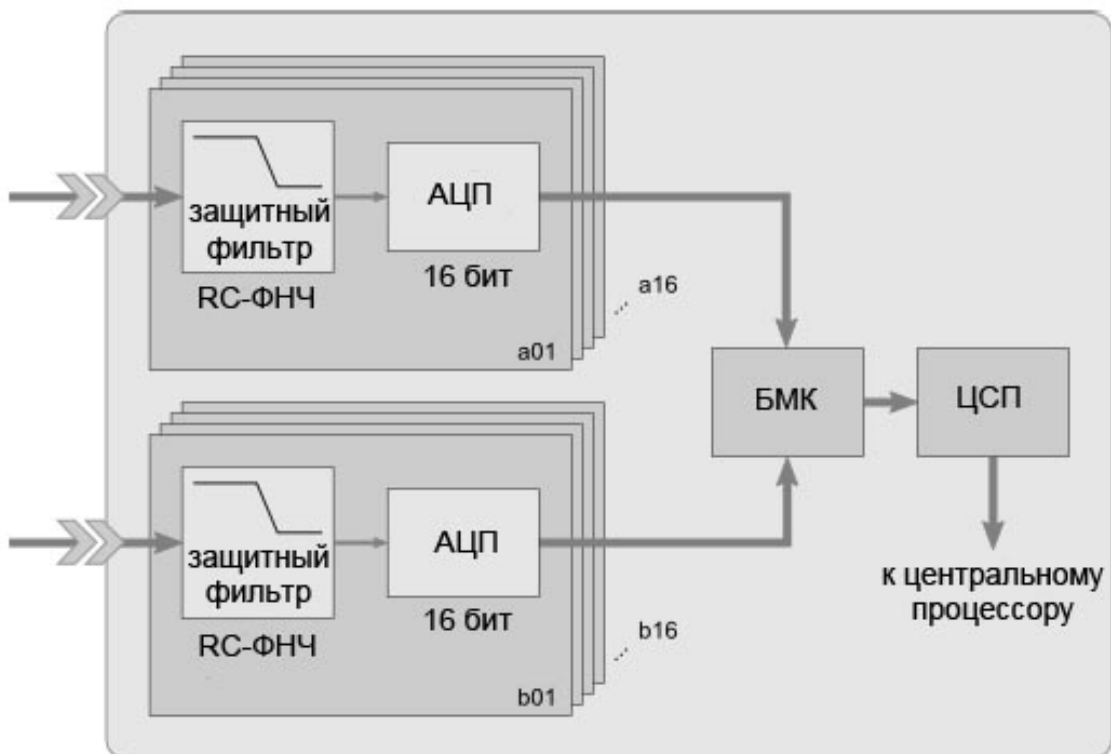 защитный
фильтр
RC-ФНЧ
АЦП
16 бит
a16
a01
БМК
ЦСП
к центральному
процессору
защитный
фильтр
RC-ФНЧ
АЦП
16 бит
b16
b01